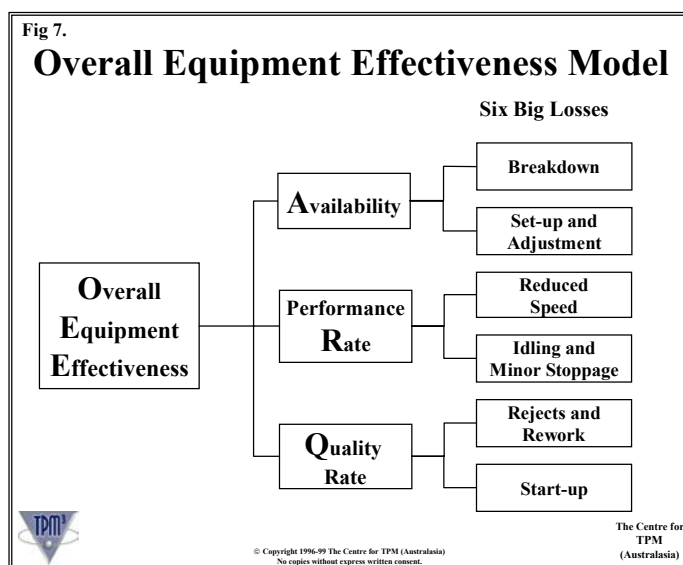 Fig 7.
Overall Equipment Effectiveness Model
Six Big Losses
Breakdown
Availability
Set-up and
Adjustment
Overall
Equipment
Effectiveness
Performance
Rate
Reduced
Speed
Idling and
Minor Stoppage
Quality
Rate
Rejects and
Rework
Start-up
TPM³
© Copyright 1996-99 The Centre for TPM (Australasia)
No copies without express written consent.
The Centre for
TPM
(Australasia)